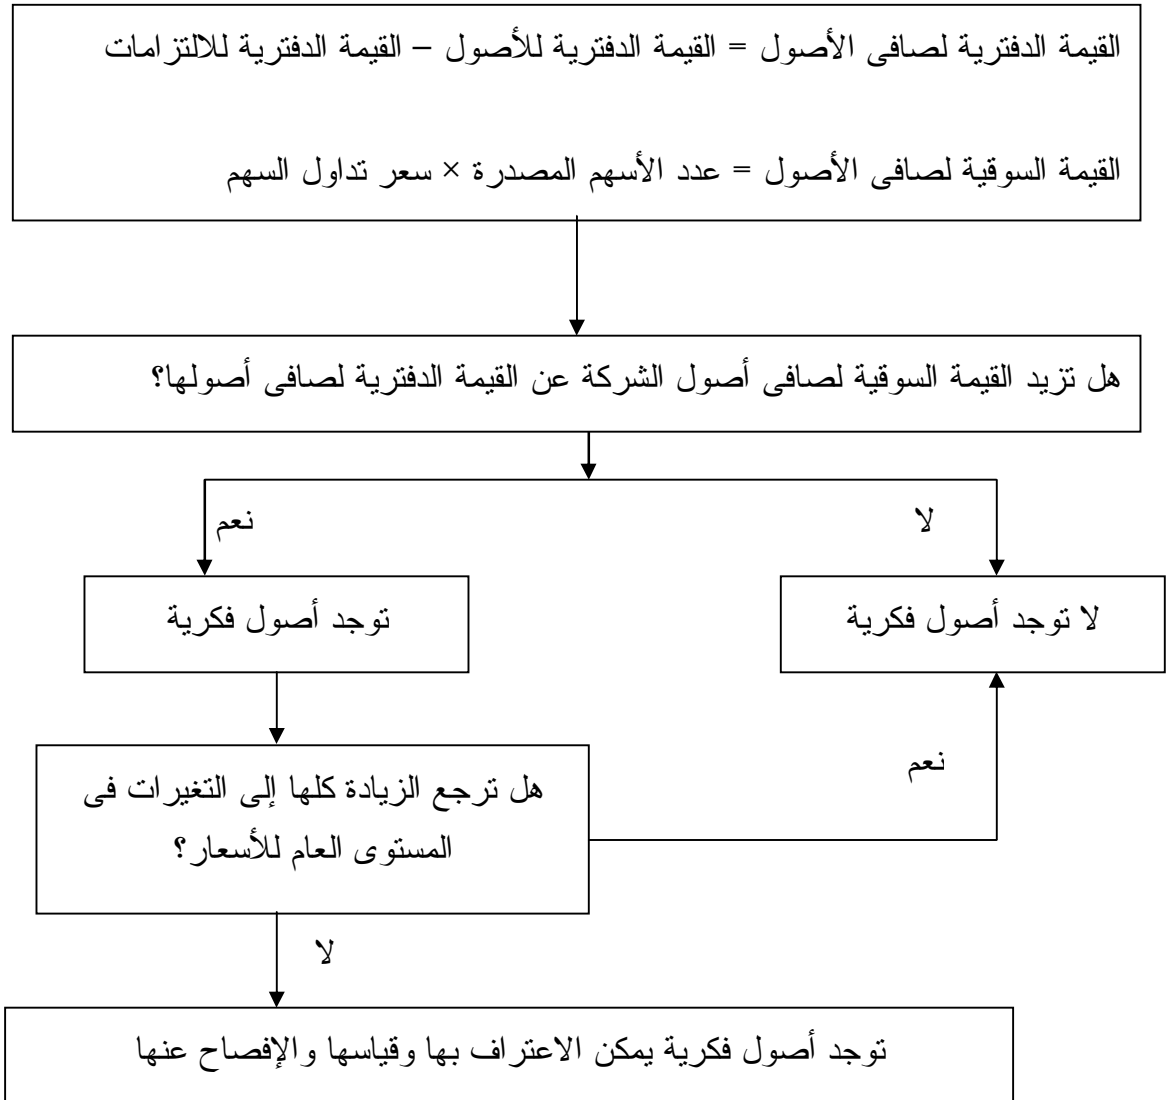 القيمة الدفترية لصافى الأصول = القيمة الدفترية للأصول – القيمة الدفترية للالتزامات
القيمة السوقية لصافى الأصول = عدد الأسهم المصدرة × سعر تداول السهم
هل تزيد القيمة السوقية لصافى أصول الشركة عن القيمة الدفترية لصافى أصولها؟
لا
نعم
لا توجد أصول فكرية
توجد أصول فكرية
نعم
هل ترجع الزيادة كلها إلى التغيرات فى
المستوى العام للأسعار؟
لا
توجد أصول فكرية يمكن الاعتراف بها وقياسها والإفصاح عنها